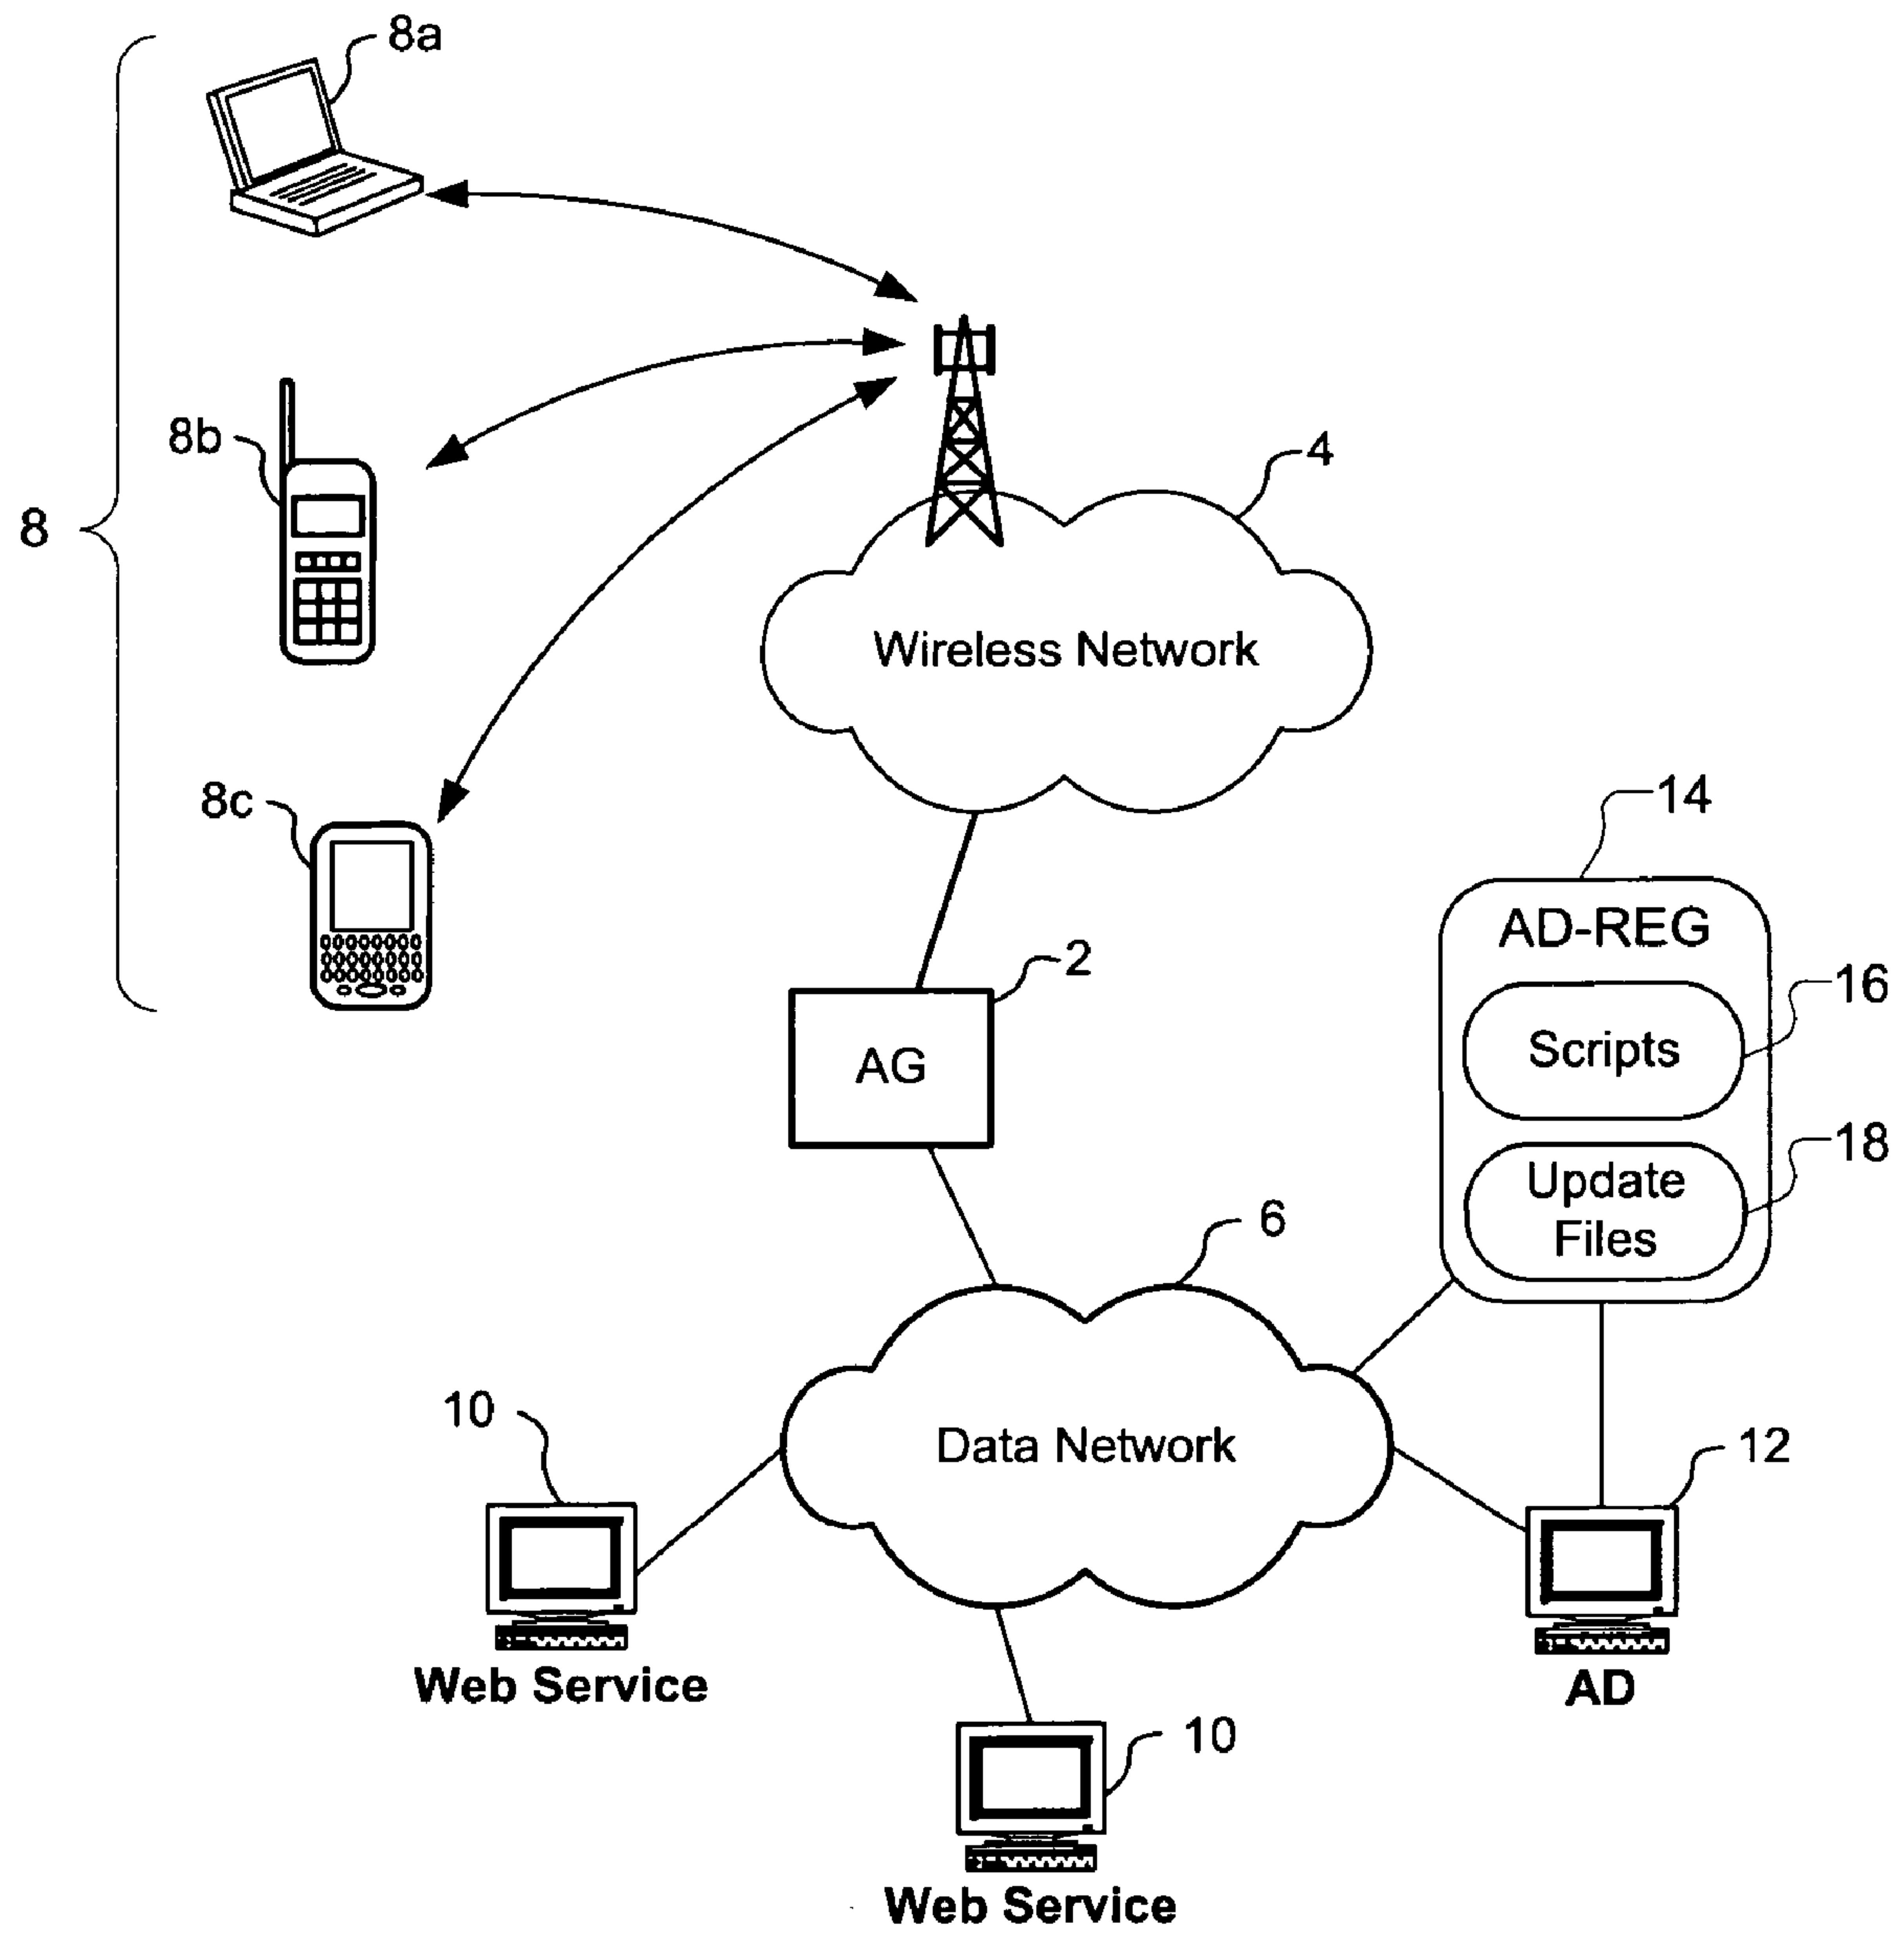 8a
8b
8
4
Wireless Network
8c
14
AD-REG
2
16
Scripts
AG
18
Update
Files
6
10
Data Network
12
Web Service
AD
10
Web Service